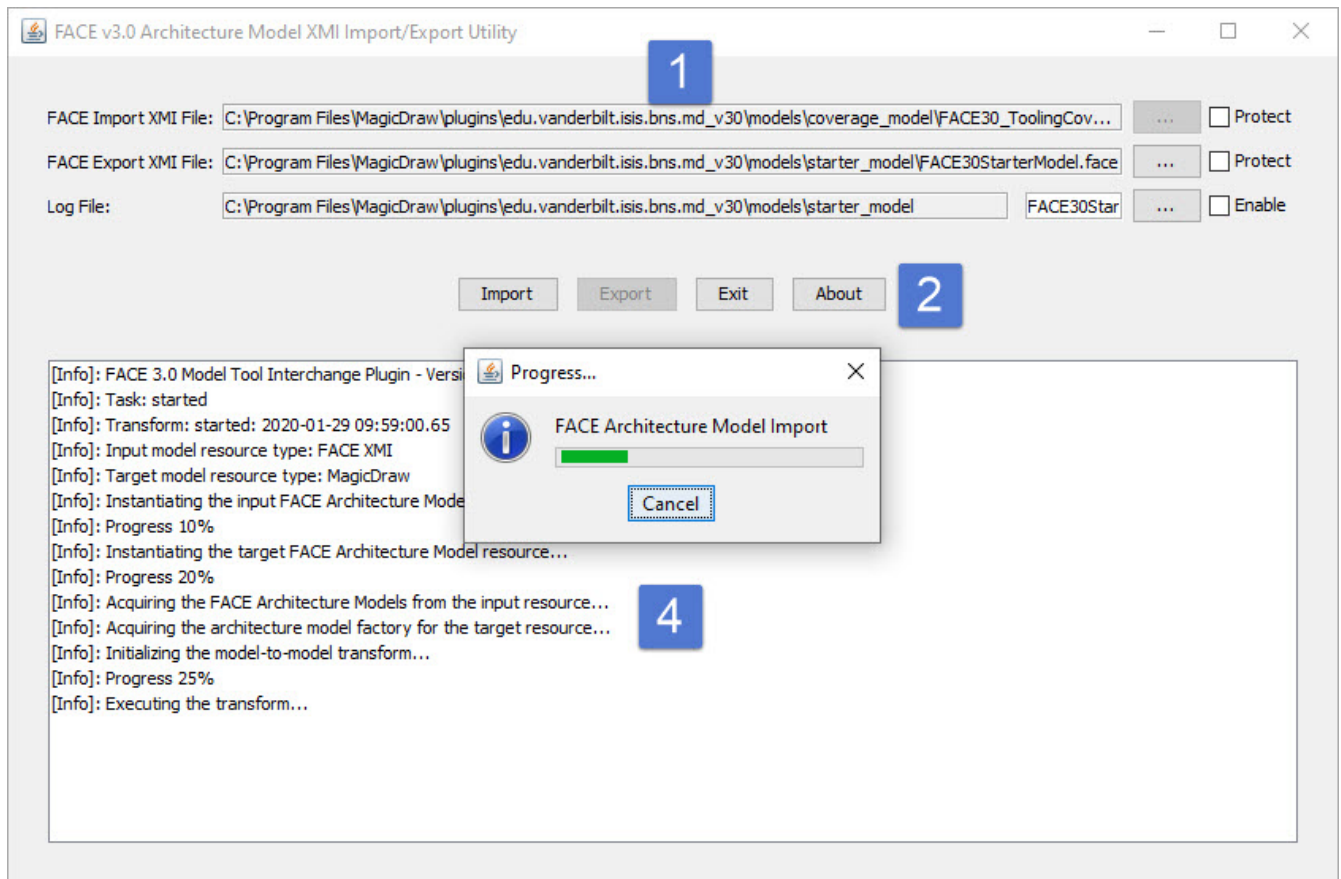 FACE v3.0 Architecture Model XMI Import/Export Utility
1
FACE Import XMI File: C:\Program Files\MagicDraw\plugins\edu.vanderbilt.isis.bns.md_v30\models\coverage_model\FACE30_ToolingCov... ... Protect
FACE Export XMI File: C:\Program Files\MagicDraw\plugins\edu.vanderbilt.isis.bns.md_v30\models\starter_model\FACE30StarterModel.face ... Protect
Log File: C:\Program Files\MagicDraw\plugins\edu.vanderbilt.isis.bns.md_v30\models\starter_model FACE30Star ... Enable
Import Export Exit About 2
[Info]: FACE 3.0 Model Tool Interchange Plugin -
[Info]: Task: started
[Info]: Transform: started: 2020-01-29 09:59:00.65
[Info]: Input model resource type: FACE XMI
[Info]: Target model resource type: MagicDraw
[Info]: Instantiating the input FACE Architecture
[Info]: Progress 10%
[Info]: Instantiating the target FACE Architecture Model resource...
[Info]: Progress 20%
[Info]: Acquiring the FACE Architecture Models from the input resource...
[Info]: Acquiring the architecture model factory for the target resource...
[Info]: Initializing the model-to-model transform...
[Info]: Progress 25%
[Info]: Executing the transform...
Progress...
FACE Architecture Model Import
Cancel
4